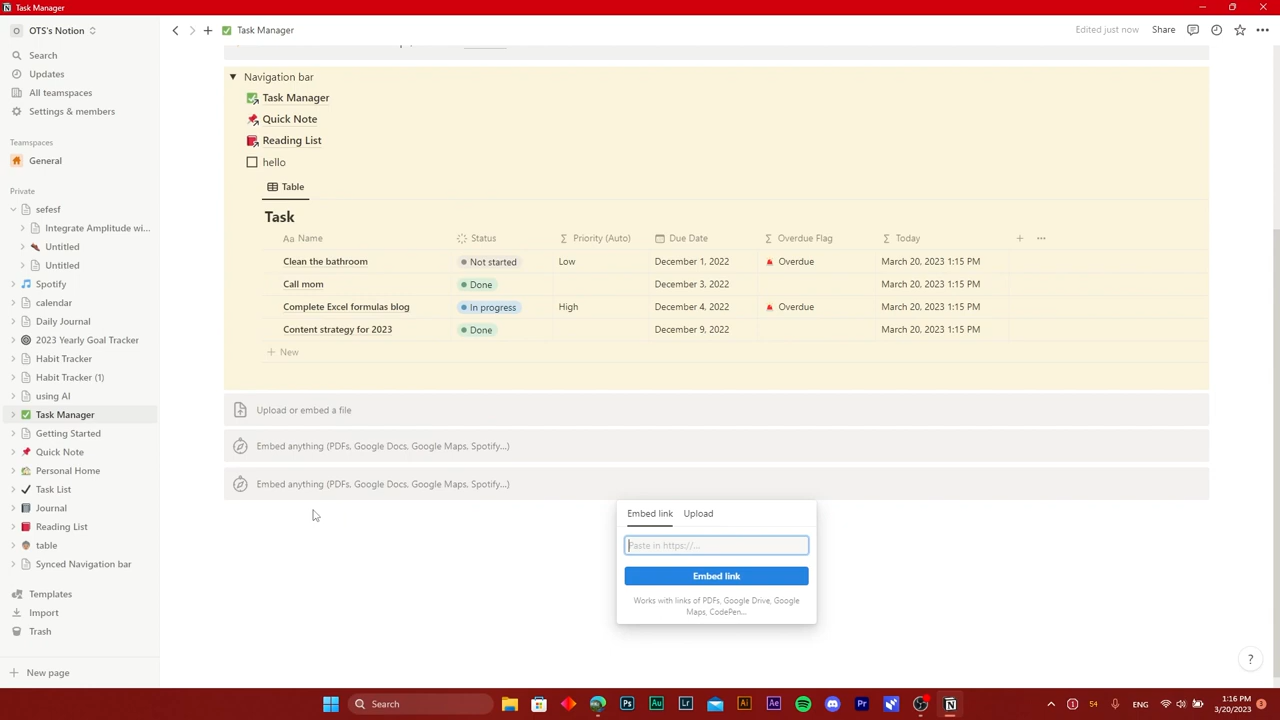 Task Manager
OTS's Notion
Task Manager
Edited just now
Share
Search
Updates
All teamspaces
Settings & members
Teamspaces
General
Private
sefesf
Integrate Amplitude wi...
Untitled
Untitled
Spotify
calendar
Daily Journal
2023 Yearly Goal Tracker
Habit Tracker
Habit Tracker (1)
using AI
Task Manager
Getting Started
Quick Note
Personal Home
Task List
Journal
Reading List
table
Synced Navigation bar
Templates
Import
Trash
New page
Navigation bar
Task Manager
Quick Note
Reading List
hello
Table
Task
Aa Name Status Σ Priority (Auto) Due Date Σ Overdue Flag Σ Today
Clean the bathroom Not started Low December 1, 2022 Overdue March 20, 2023 1:15 PM
Call mom Done December 3, 2022 March 20, 2023 1:15 PM
Complete Excel formulas blog In progress High December 4, 2022 Overdue March 20, 2023 1:15 PM
Content strategy for 2023 Done December 9, 2022 March 20, 2023 1:15 PM
+ New
Upload or embed a file
Embed anything (PDFs, Google Docs, Google Maps, Spotify...)
Embed anything (PDFs, Google Docs, Google Maps, Spotify...)
Embed link Upload
Paste in https://...
Embed link
Works with links of PDFs, Google Drive, Google
Maps, CodePen...
?
Search
Ps Au Lr Ai Ae Pr
54 ENG
1:16 PM
3/20/2023